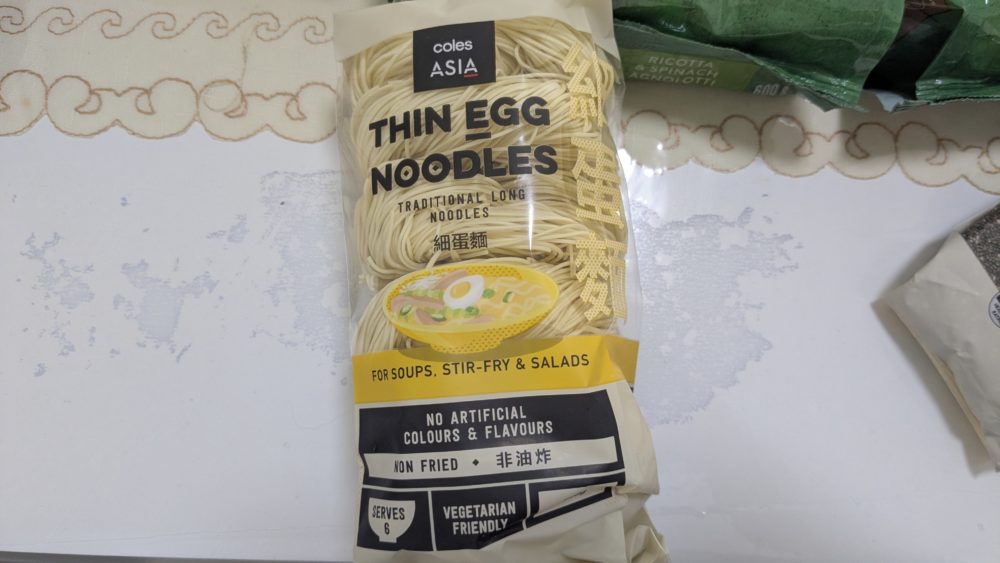 coles
ASIA
THIN EGG
NOODLES
TRADITIONAL LONG
NOODLES
細蛋麵
細蛋麵
FOR SOUPS, STIR-FRY & SALADS
NO ARTIFICIAL
COLOURS & FLAVOURS
NON FRIED • 非油炸
SERVES
6
VEGETARIAN
FRIENDLY
RICOTTA
& SPINACH
AGNOLOTTI
600 g